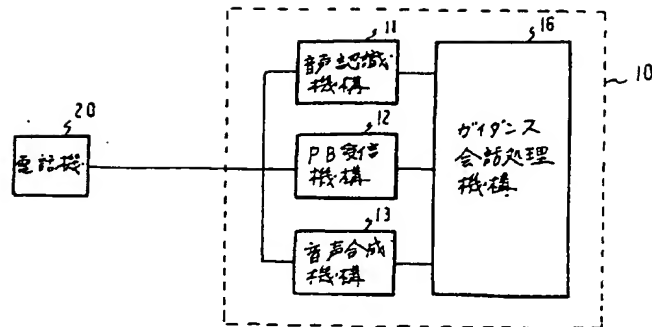 20
電話機
11
音声認識
機構
12
PB受信
機構
13
音声合成
機構
16
ガイダンス
会話処理
機構
10